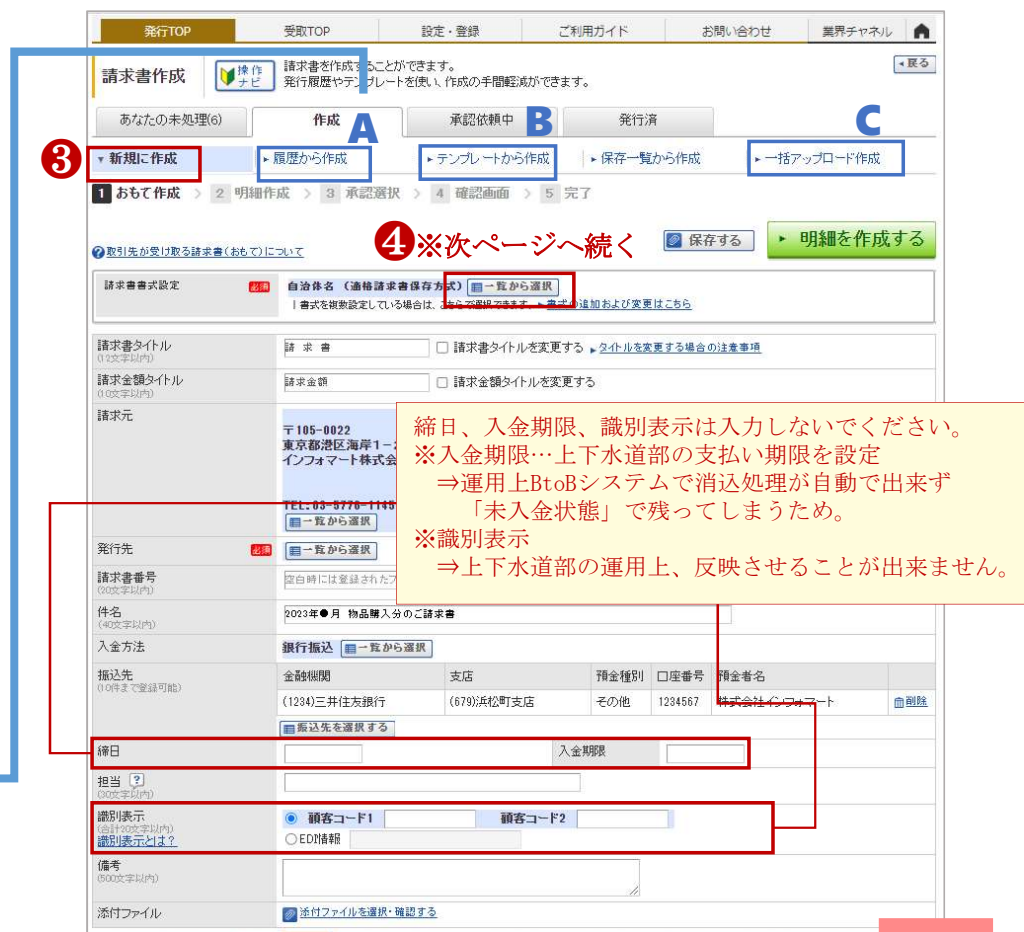 発行TOP 受取TOP 設定・登録 ご利用ガイド お問い合わせ 業界チャネル
請求書作成 操作ナビ 請求書を作成することができます。
発行履歴やテンプレートを使い、作成の手間軽減ができます。
◂戻る
あなたの未処理(6) 作成 承認依頼中 発行済
A B C
❸ ▾新規に作成 ▸履歴から作成 ▸テンプレートから作成 ▸保存一覧から作成 ▸一括アップロード作成
1 おもて作成 > 2 明細作成 > 3 承認選択 > 4 確認画面 > 5 完了
❹※次ページへ続く 保存する ▸ 明細を作成する
取引先が受け取る請求書(おもて)について
請求書書式設定 必須 自治体名 (適格請求書保存方式) 一覧から選択
| 書式を複数設定している場合は、こちらで選択できます。 ▸書式の追加および変更はこちら
請求書タイトル 請 求 書 □ 請求書タイトルを変更する ▸タイトルを変更する場合の注意事項
(12文字以内)
請求金額タイトル 請求金額 □ 請求金額タイトルを変更する
(10文字以内)
請求元
〒105-0022
東京都港区海岸1-
インフォマート株式会
TEL.03-5776-1145
一覧から選択
締日、入金期限、識別表示は入力しないでください。
※入金期限…上下水道部の支払い期限を設定
⇒運用上BtoBシステムで消込処理が自動で出来ず
「未入金状態」で残ってしまうため。
※識別表示
⇒上下水道部の運用上、反映させることが出来ません。
発行先 必須 一覧から選択
請求書番号 空白時には登録された
(20文字以内)
件名 2023年●月 物品購入分のご請求書
(40文字以内)
入金方法 銀行振込 一覧から選択
振込先 金融機関 支店 預金種別 口座番号 預金者名
(10件まで登録可能)
(1234)三井住友銀行 (679)浜松町支店 その他 1234567 株式会社インフォマート 削除
振込先を選択する
締日 入金期限
担当 ?
(30文字以内)
識別表示 顧客コード1 顧客コード2
(合計20文字以内)
識別表示とは? ○EDI情報
備考
(500文字以内)
添付ファイル 添付ファイルを選択・確認する